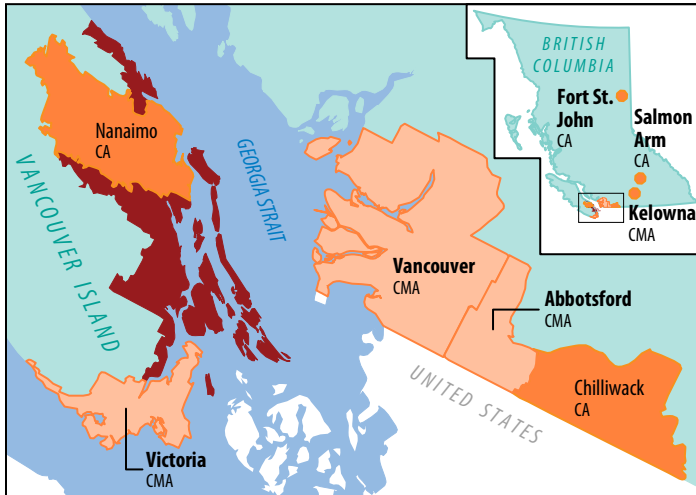 BRITISH
COLUMBIA
Fort St.
John
CA
Salmon
Arm
CA
Kelowna
CMA
Nanaimo
CA
VANCOUVER ISLAND
GEORGIA STRAIT
Vancouver
CMA
Abbotsford
CMA
UNITED STATES
Chilliwack
CA
Victoria
CMA